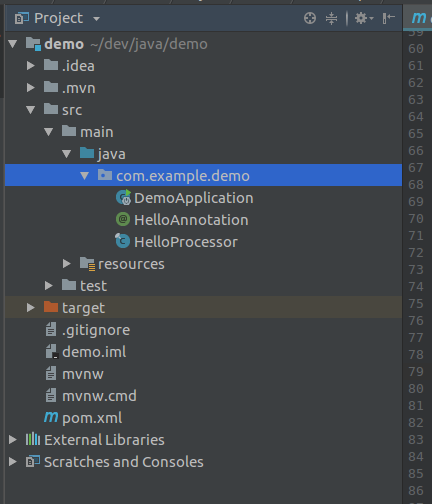 Project
demo ~/dev/java/demo
.idea
.mvn
src
main
java
com.example.demo
DemoApplication
HelloAnnotation
HelloProcessor
resources
test
target
.gitignore
demo.iml
mvnw
mvnw.cmd
pom.xml
External Libraries
Scratches and Consoles
60
61
62
63
64
65
66
67
68
69
70
71
72
73
74
75
76
77
78
79
80
81
82
83
84
85
86